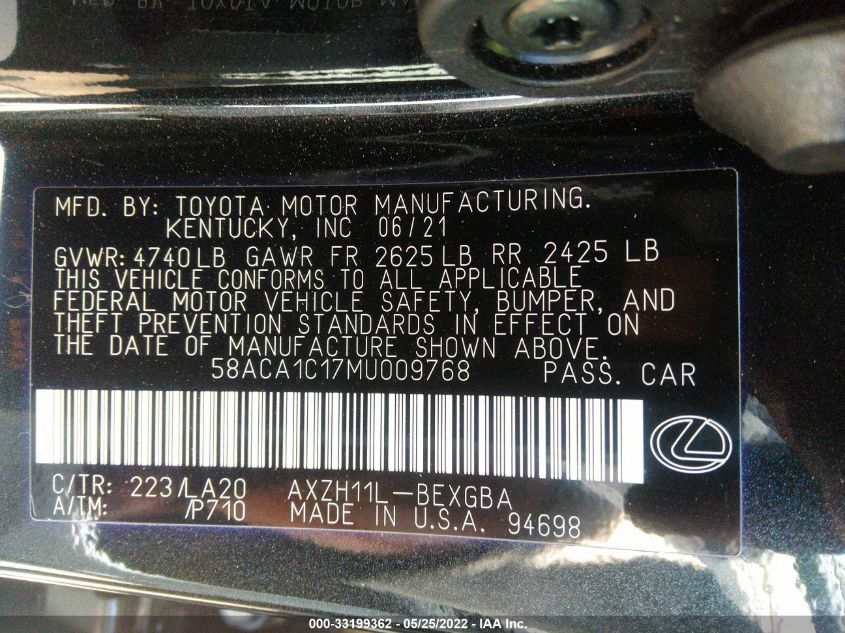 MFD. BY: TOYOTA MOTOR MANUFACTURING.
KENTUCKY, INC 06/21
GVWR: 4740LB GAWR FR 2625LB RR 2425 LB
THIS VEHICLE CONFORMS TO ALL APPLICABLE
FEDERAL MOTOR VEHICLE SAFETY, BUMPER, AND
THEFT PREVENTION STANDARDS IN EFFECT ON
THE DATE OF MANUFACTURE SHOWN ABOVE.
58ACA1C17MU009768 PASS. CAR
C/TR: 223/LA20 AXZH11L-BEXGBA
A/TM: /P710 MADE IN U.S.A. 94698
000-33199362 - 05/25/2022 - IAA Inc.